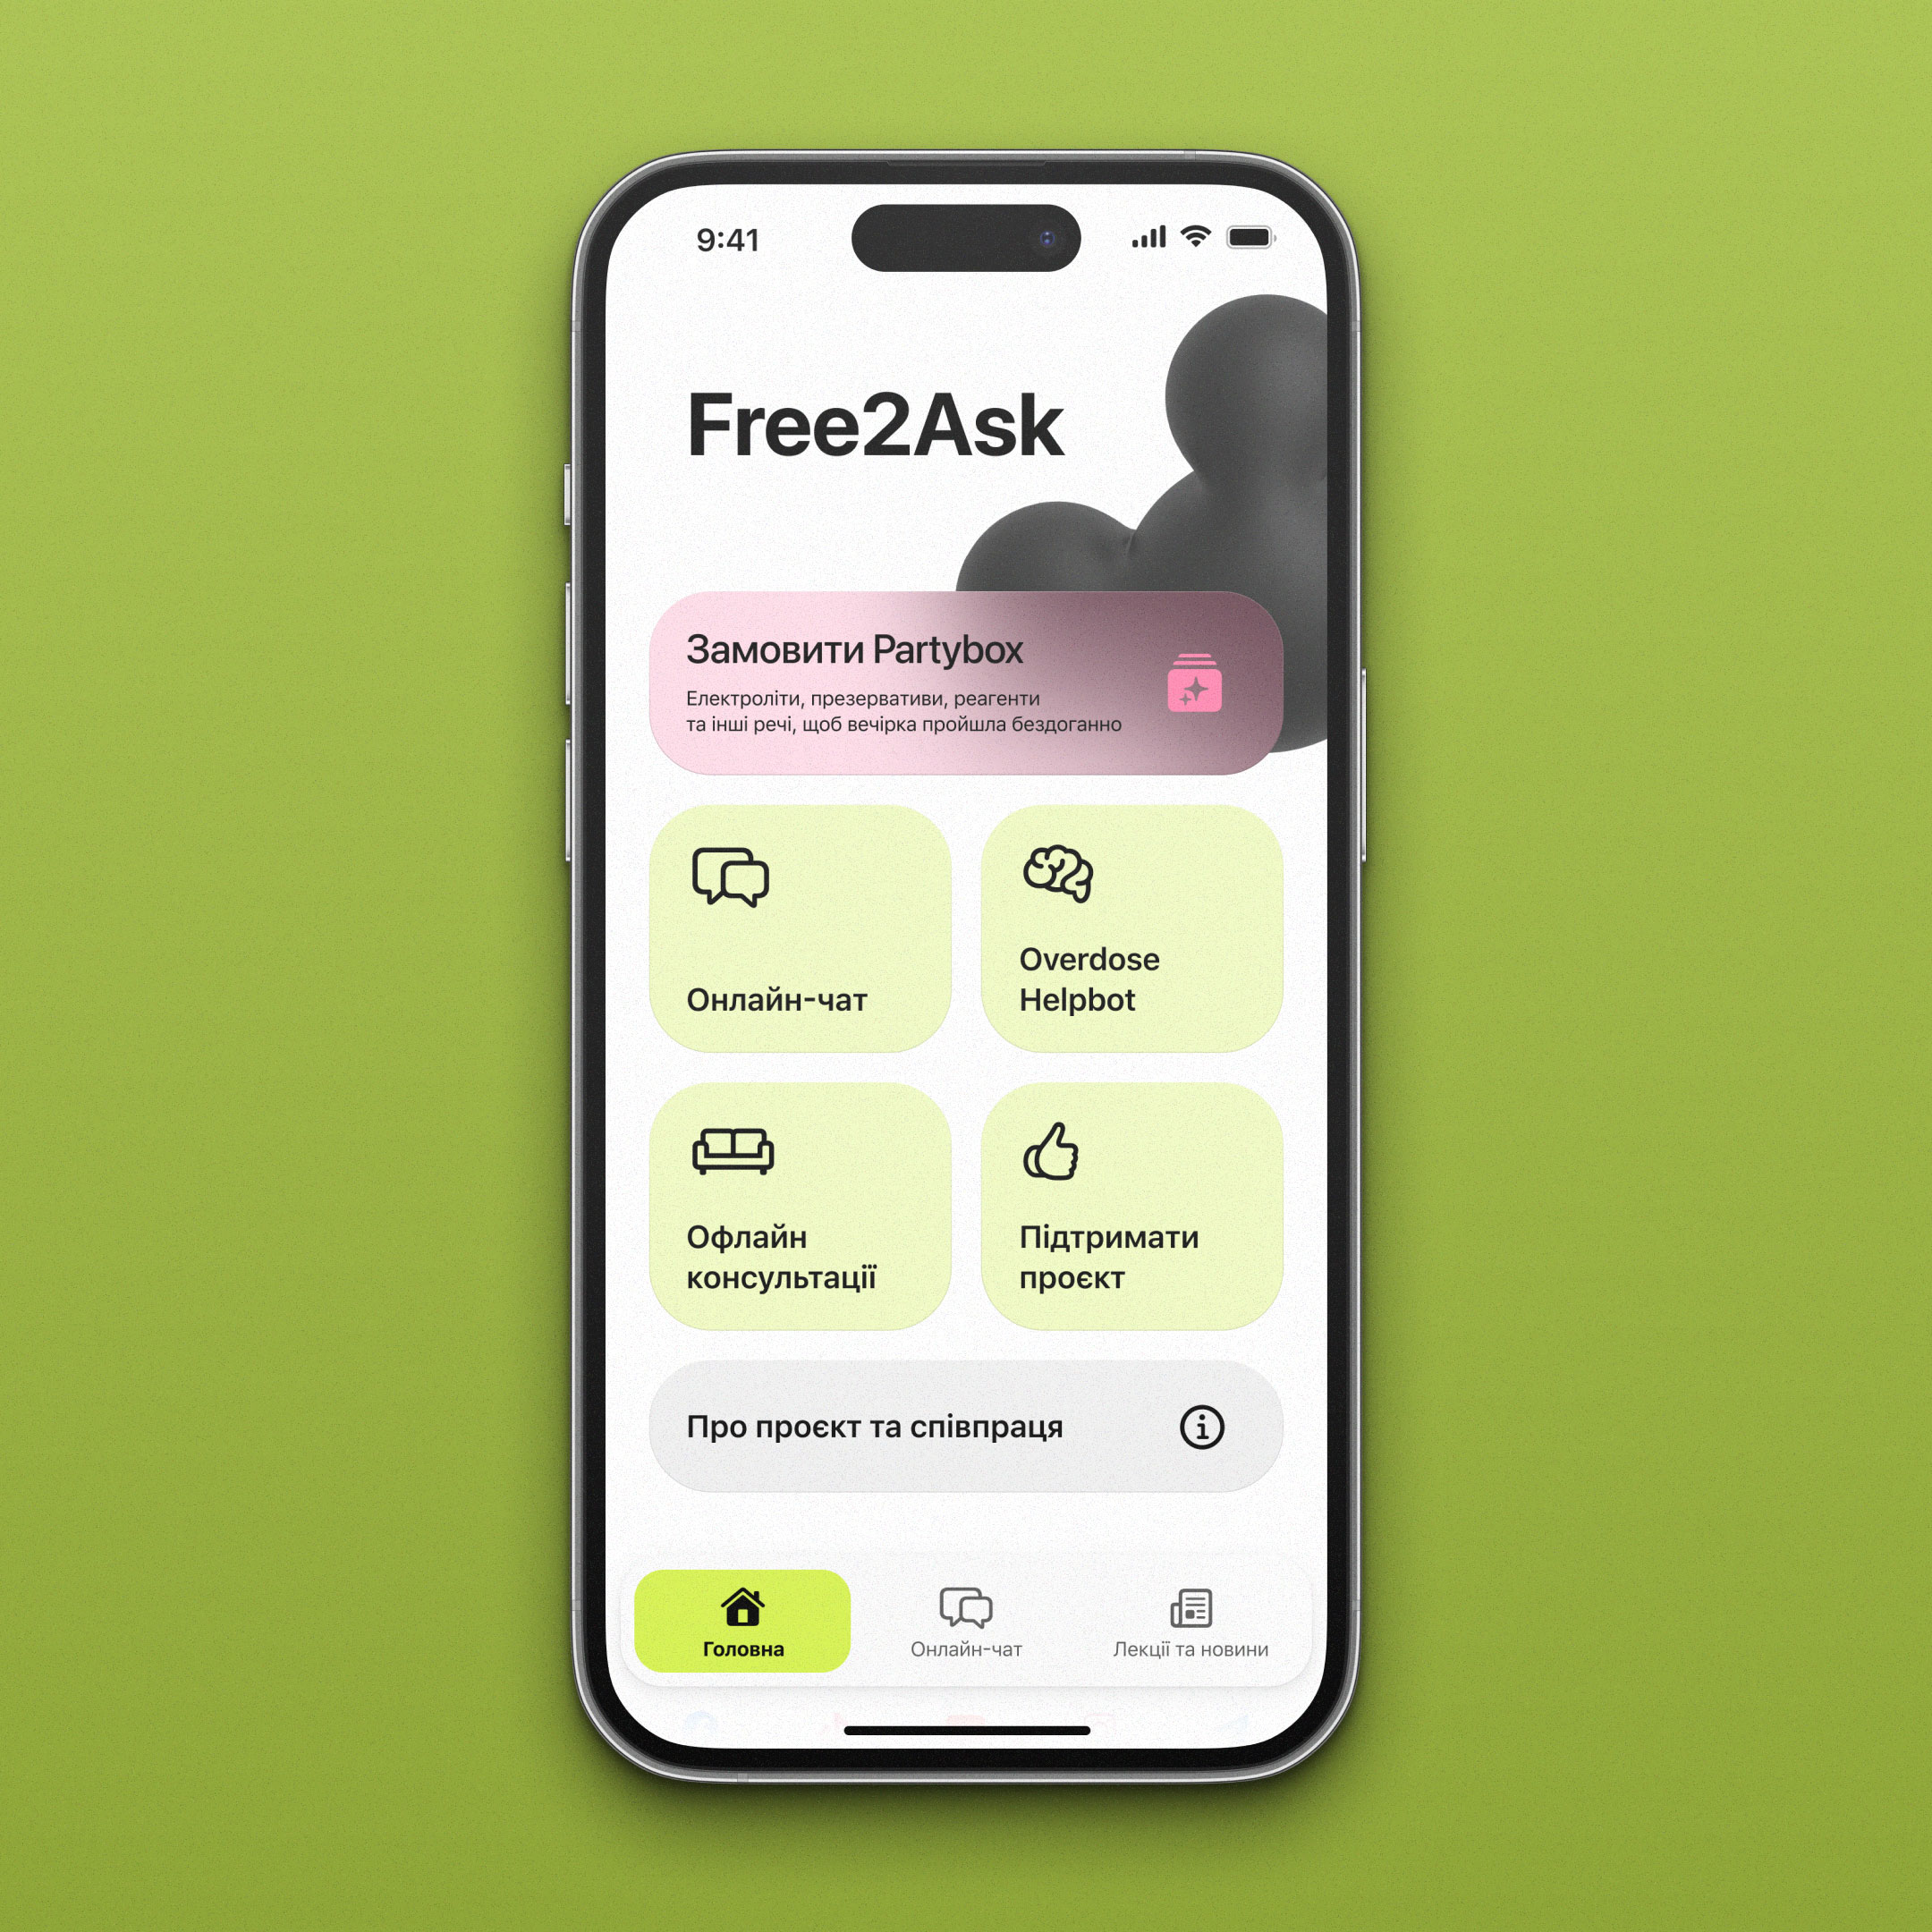 9:41
Free2Ask
Замовити Partybox
Електроліти, презервативи, реагенти
та інші речі, щоб вечірка пройшла бездоганно
Онлайн-чат
Overdose
Helpbot
Офлайн
консультації
Підтримати
проєкт
Про проєкт та співпраця
Головна
Онлайн-чат
Лекції та новини